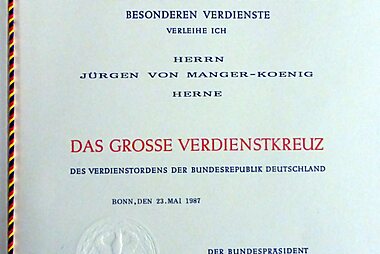 BESONDEREN VERDIENSTE
VERLEIHE ICH
HERRN
JÜRGEN VON MANGER-KOENIG
HERNE
DAS GROSSE VERDIENSTKREUZ
DES VERDIENSTORDENS DER BUNDESREPUBLIK DEUTSCHLAND
BONN, DEN 23. MAI 1987
DER BUNDESPRÄSIDENT